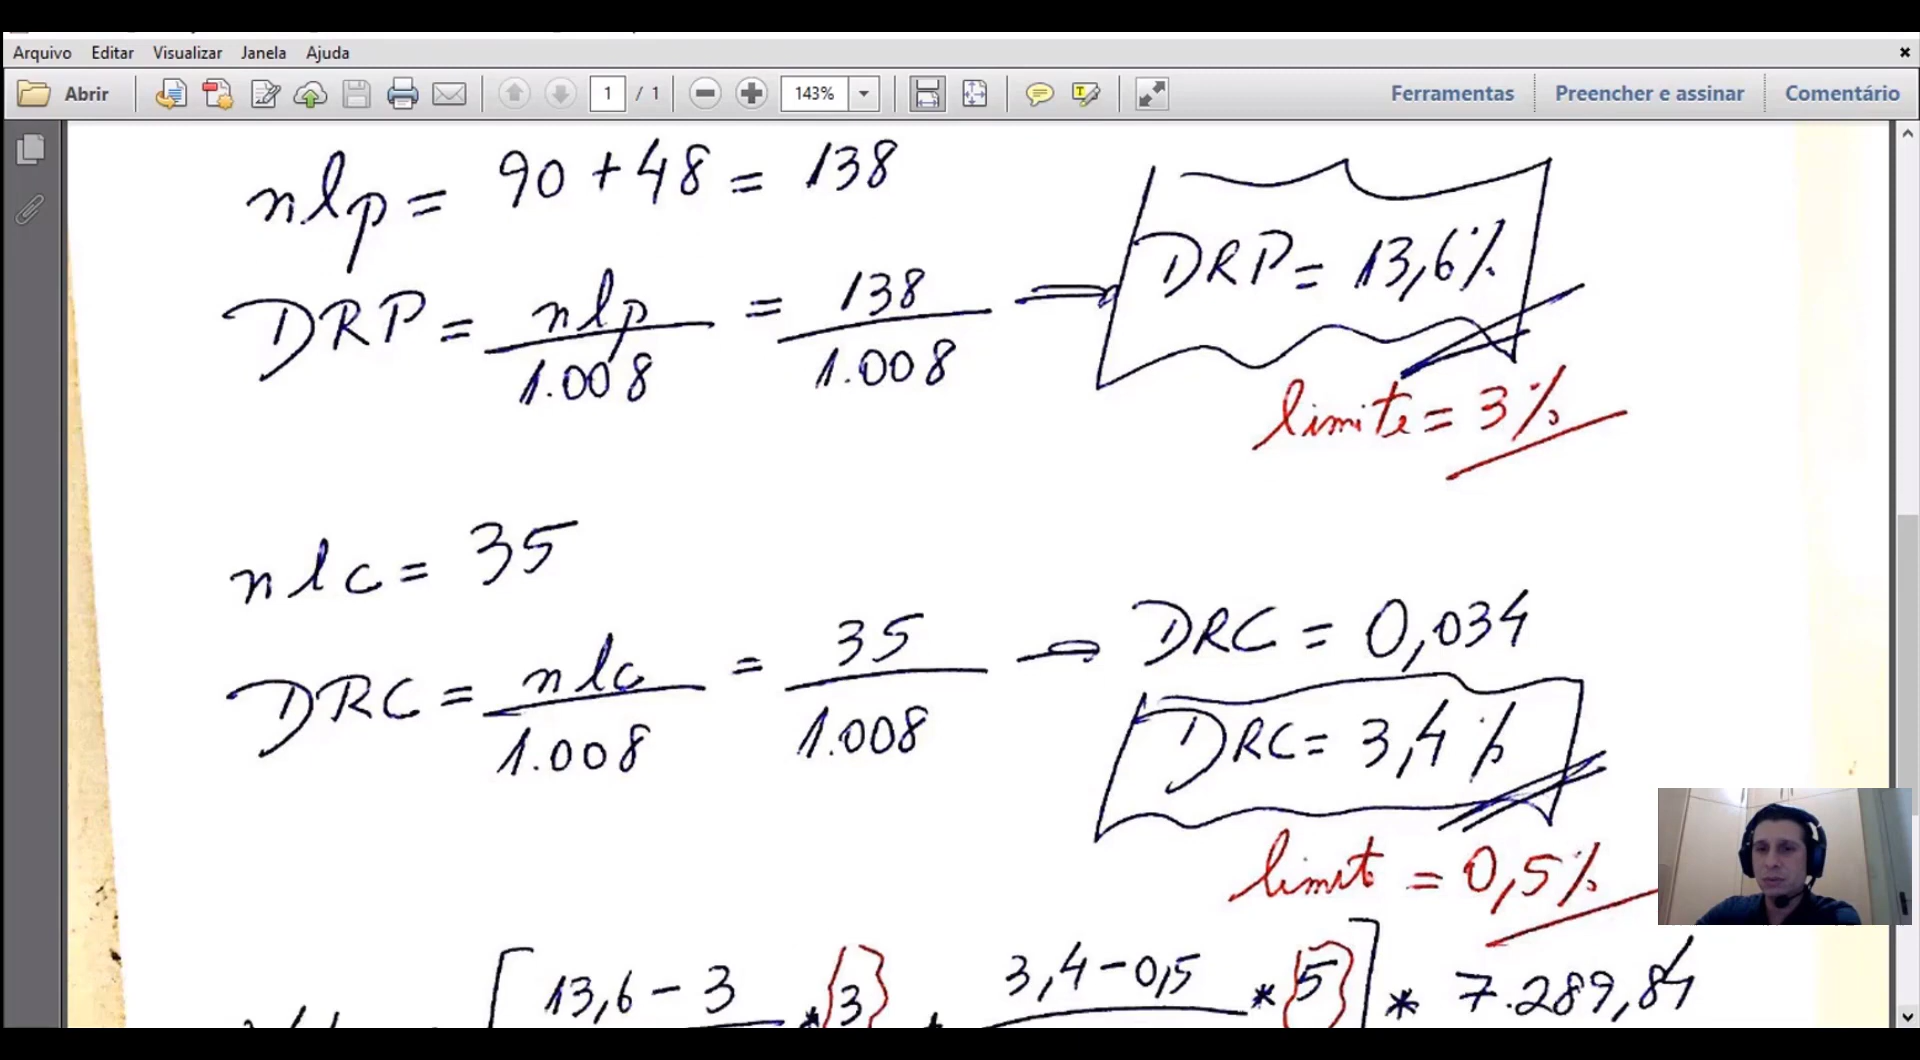 Arquivo Editar Visualizar Janela Ajuda
Abrir 1 / 1 143% Ferramentas Preencher e assinar Comentário
nlp = 90 + 48 = 138
DRP = nlp / 1.008 = 138 / 1.008 → DRP = 13,6%
limite = 3%
nlc = 35
DRC = nlc / 1.008 = 35 / 1.008 → DRC = 0,034
DRC = 3,4%
limit = 0,5%
[ 13,6 - 3 * {3} + 3,4 - 0,5 * {5} ] * 7.289,84